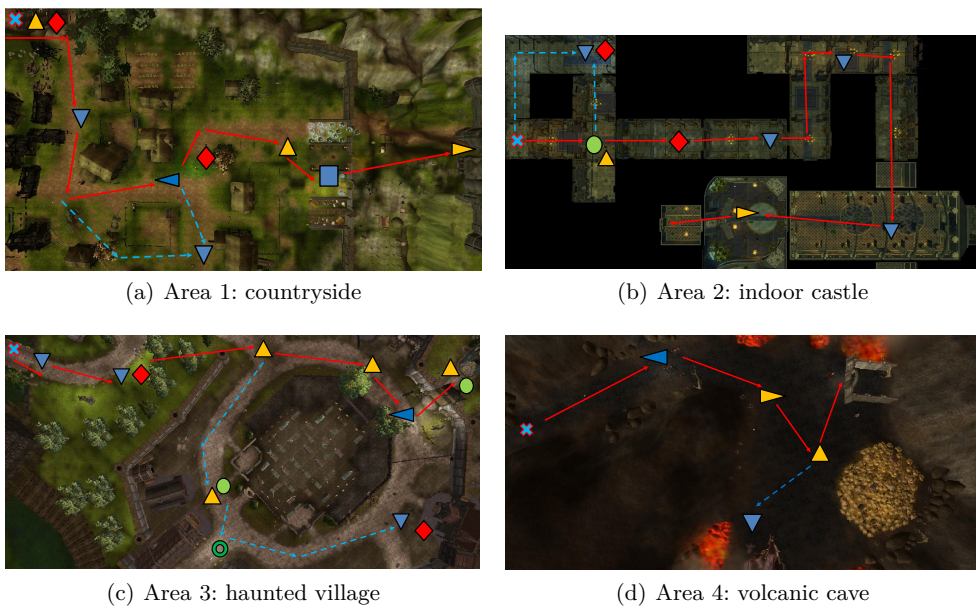 (a) Area 1: countryside
(b) Area 2: indoor castle
(c) Area 3: haunted village
(d) Area 4: volcanic cave